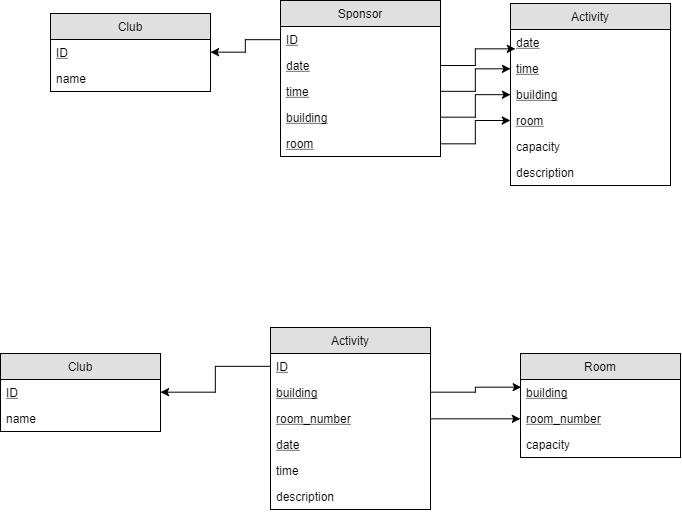 Club
ID
name
Sponsor
ID
date
time
building
room
Activity
date
time
building
room
capacity
description
Club
ID
name
Activity
ID
building
room_number
date
time
description
Room
building
room_number
capacity